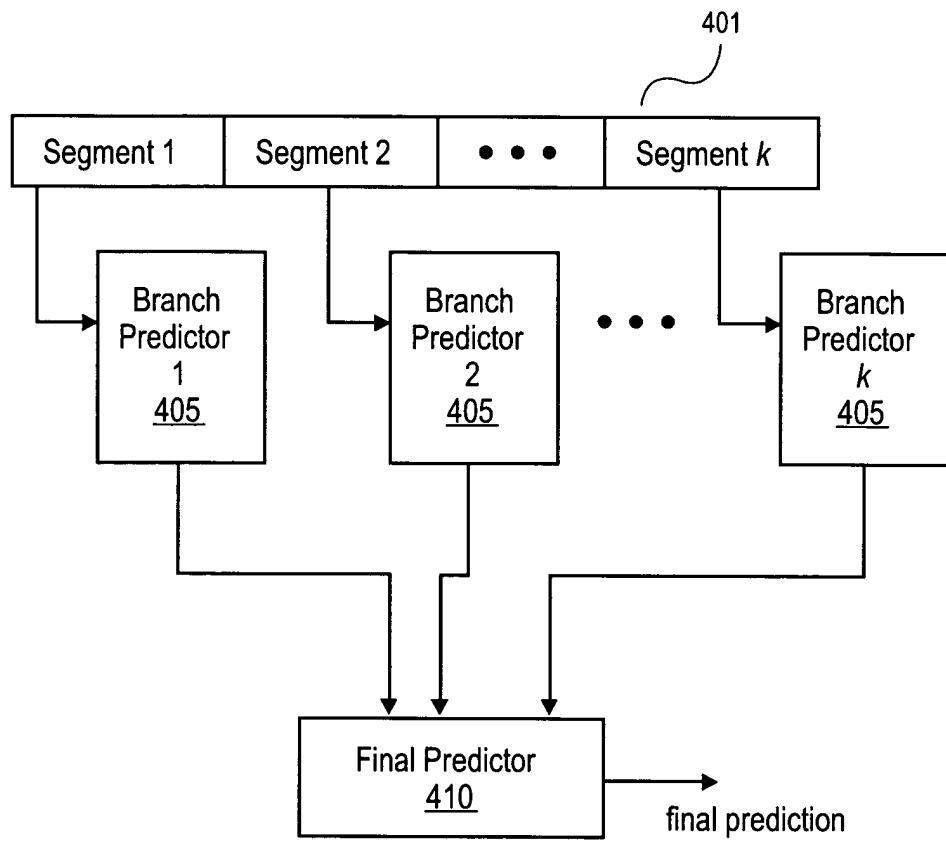 401
Segment 1
Segment 2
• • •
Segment k
Branch
Predictor
1
405
Branch
Predictor
2
405
• • •
Branch
Predictor
k
405
Final Predictor
410
final prediction